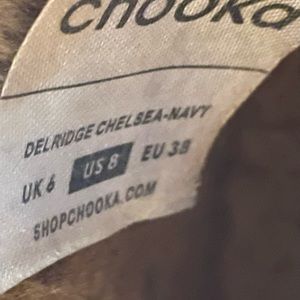 chooka
DELRIDGE CHELSEA-NAVY
UK 6 US 8 EU 38
SHOPCHOOKA.COM